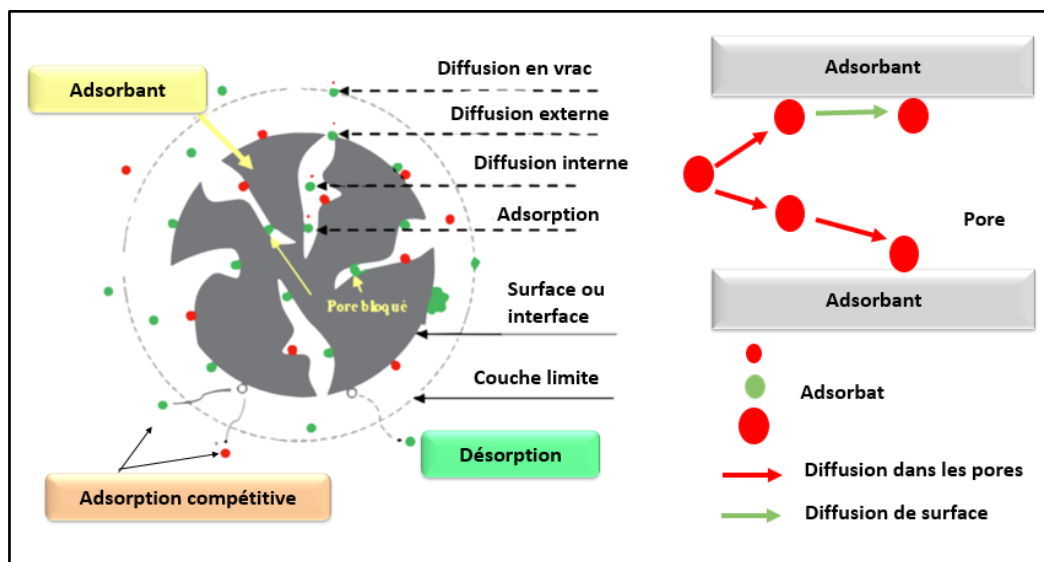 Adsorbant
Diffusion en vrac
Diffusion externe
Diffusion interne
Adsorption
Pore bloqué
Surface ou
interface
Couche limite
Désorption
Adsorption compétitive
Adsorbant
Pore
Adsorbant
Adsorbat
Diffusion dans les pores
Diffusion de surface